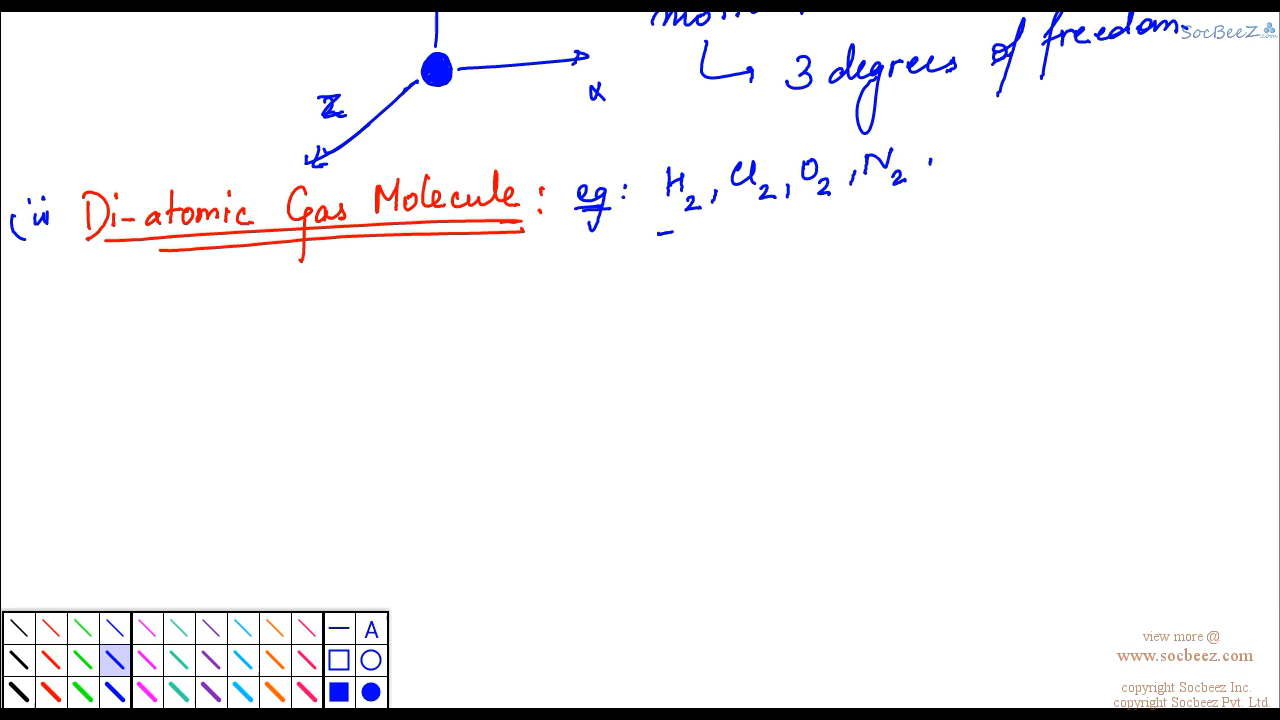 SocBeeZ.com
3 degrees of freedom.
x
Z
(ii Di-atomic Gas Molecule : eg : H2, Cl2, O2, N2 .
A
view more @
www.socbeez.com
copyright Socbeez Inc.
copyright Socbeez Pvt. Ltd.